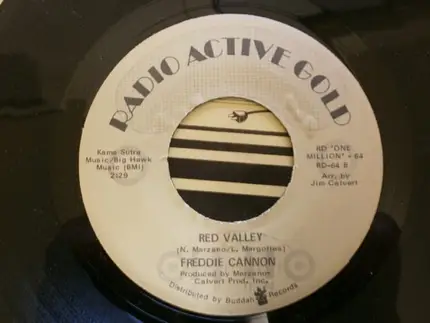 RADIO ACTIVE GOLD
Kama Sutra
Music/Big Hawk
Music (BMI)
2:29
RD "ONE
MILLION" - 64
RD-64 B
Arr. by
Jim Calvert
RED VALLEY
(N. Marzano/L. Margotias)
FREDDIE CANNON
Produced by Marzano-
Calvert Prod. Inc.
Distributed by Buddah Records